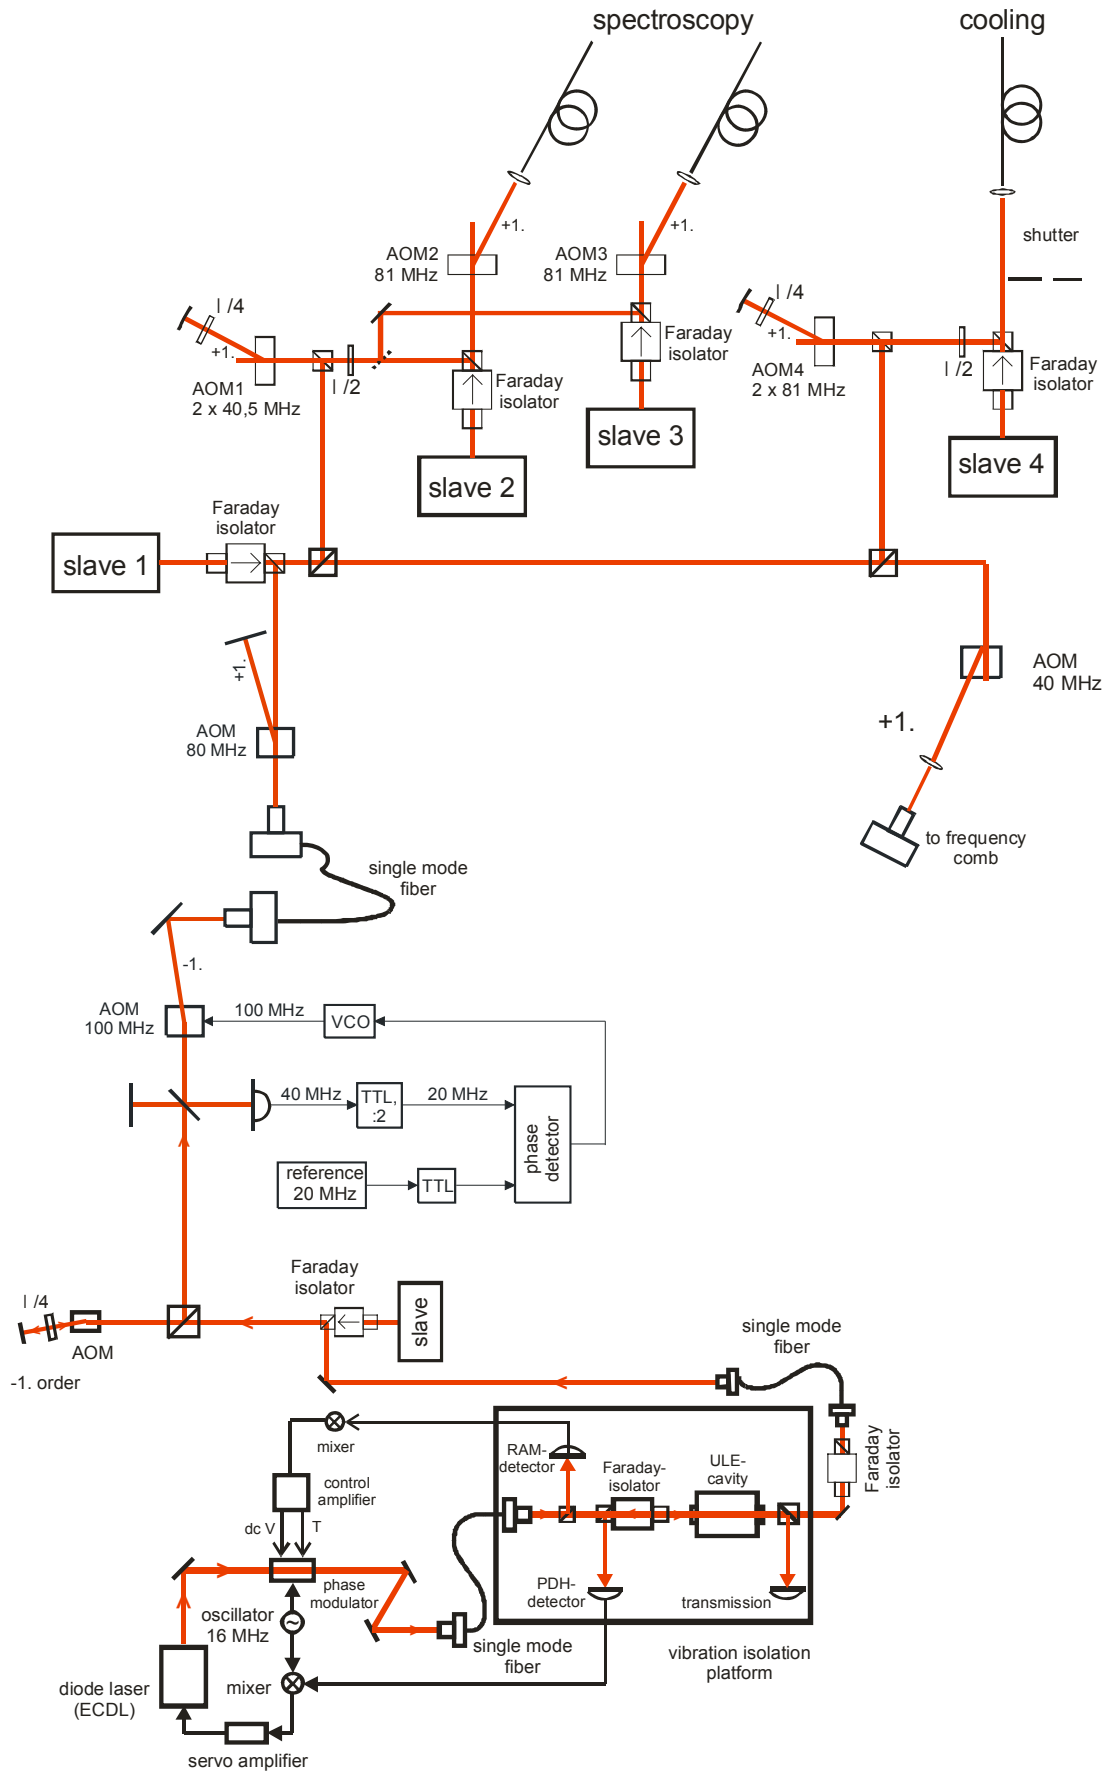 spectroscopy
cooling
+1.
+1.
shutter
AOM2
81 MHz
AOM3
81 MHz
l /4
+1.
AOM1
2 x 40,5 MHz
l /2
Faraday
isolator
Faraday
isolator
l /4
+1.
AOM4
2 x 81 MHz
l /2
Faraday
isolator
slave 2
slave 3
slave 4
Faraday
isolator
slave 1
+1.
AOM
80 MHz
AOM
40 MHz
+1.
to frequency
comb
single mode
fiber
-1.
AOM
100 MHz
100 MHz
VCO
40 MHz
TTL,
:2
20 MHz
phase
detector
reference
20 MHz
TTL
Faraday
isolator
slave
l /4
AOM
-1. order
single mode
fiber
Faraday
isolator
mixer
RAM-
detector
Faraday-
isolator
ULE-
cavity
control
amplifier
dc V
T
phase
modulator
PDH-
detector
transmission
oscillator
16 MHz
single mode
fiber
vibration isolation
platform
diode laser
(ECDL)
mixer
servo amplifier